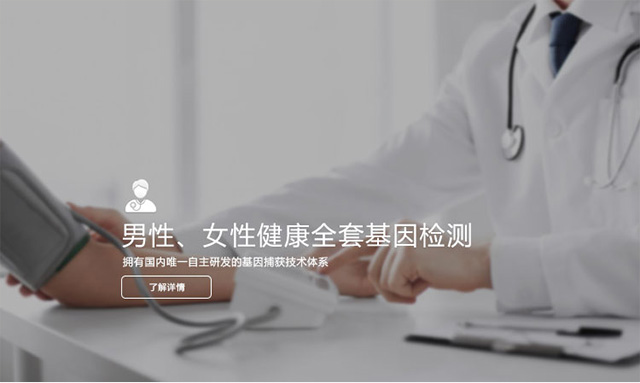 男性、女性健康全套基因检测
拥有国内唯一自主研发的基因捕获技术体系
了解详情